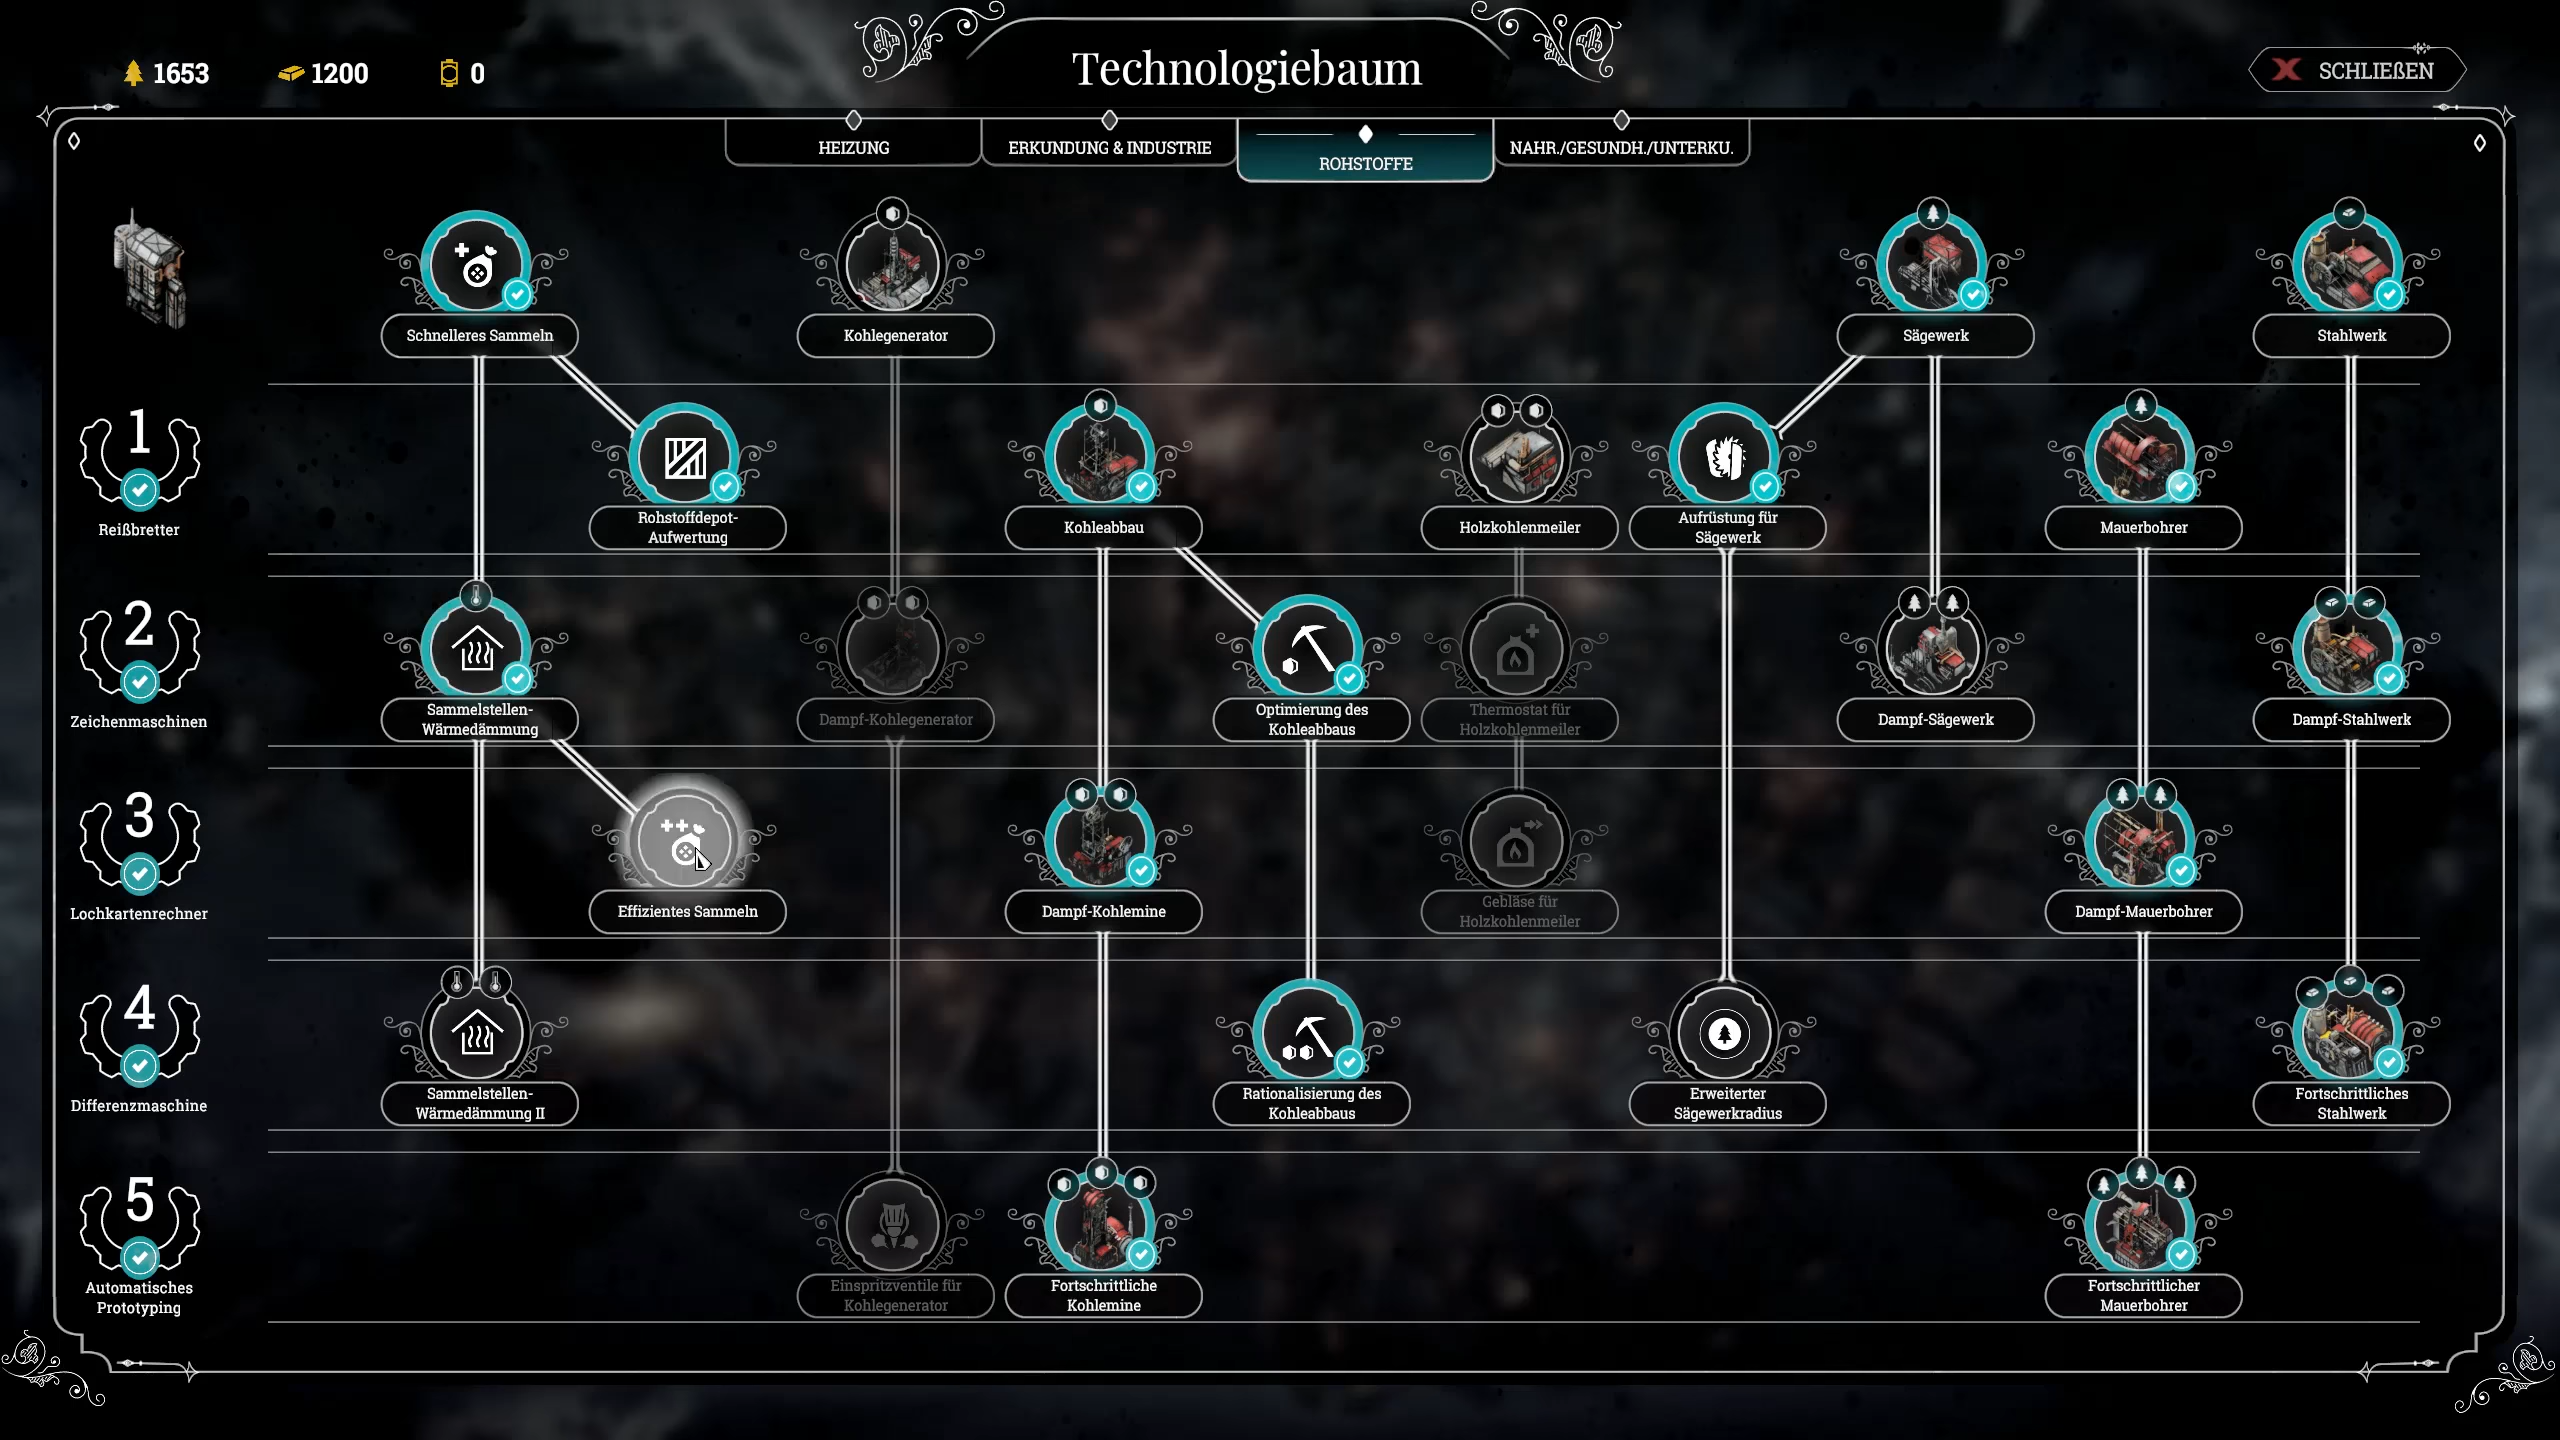 1653 1200 0
Technologiebaum
SCHLIEẞEN
HEIZUNG
ERKUNDUNG & INDUSTRIE
ROHSTOFFE
NAHR./GESUNDH./UNTERKU.
Schnelleres Sammeln
Kohlegenerator
Sägewerk
Stahlwerk
1
Reißbretter
Rohstoffdepot-
Aufwertung
Kohleabbau
Holzkohlenmeiler
Aufrüstung für
Sägewerk
Mauerbohrer
2
Zeichenmaschinen
Sammelstellen-
Wärmedämmung
Dampf-Kohlegenerator
Optimierung des
Kohleabbaus
Thermostat für
Holzkohlenmeiler
Dampf-Sägewerk
Dampf-Stahlwerk
3
Lochkartenrechner
Effizientes Sammeln
Dampf-Kohlemine
Gebläse für
Holzkohlenmeiler
Dampf-Mauerbohrer
4
Differenzmaschine
Sammelstellen-
Wärmedämmung II
Rationalisierung des
Kohleabbaus
Erweiterter
Sägewerkradius
Fortschrittliches
Stahlwerk
5
Automatisches
Prototyping
Einspritzventile für
Kohlegenerator
Fortschrittliche
Kohlemine
Fortschrittlicher
Mauerbohrer